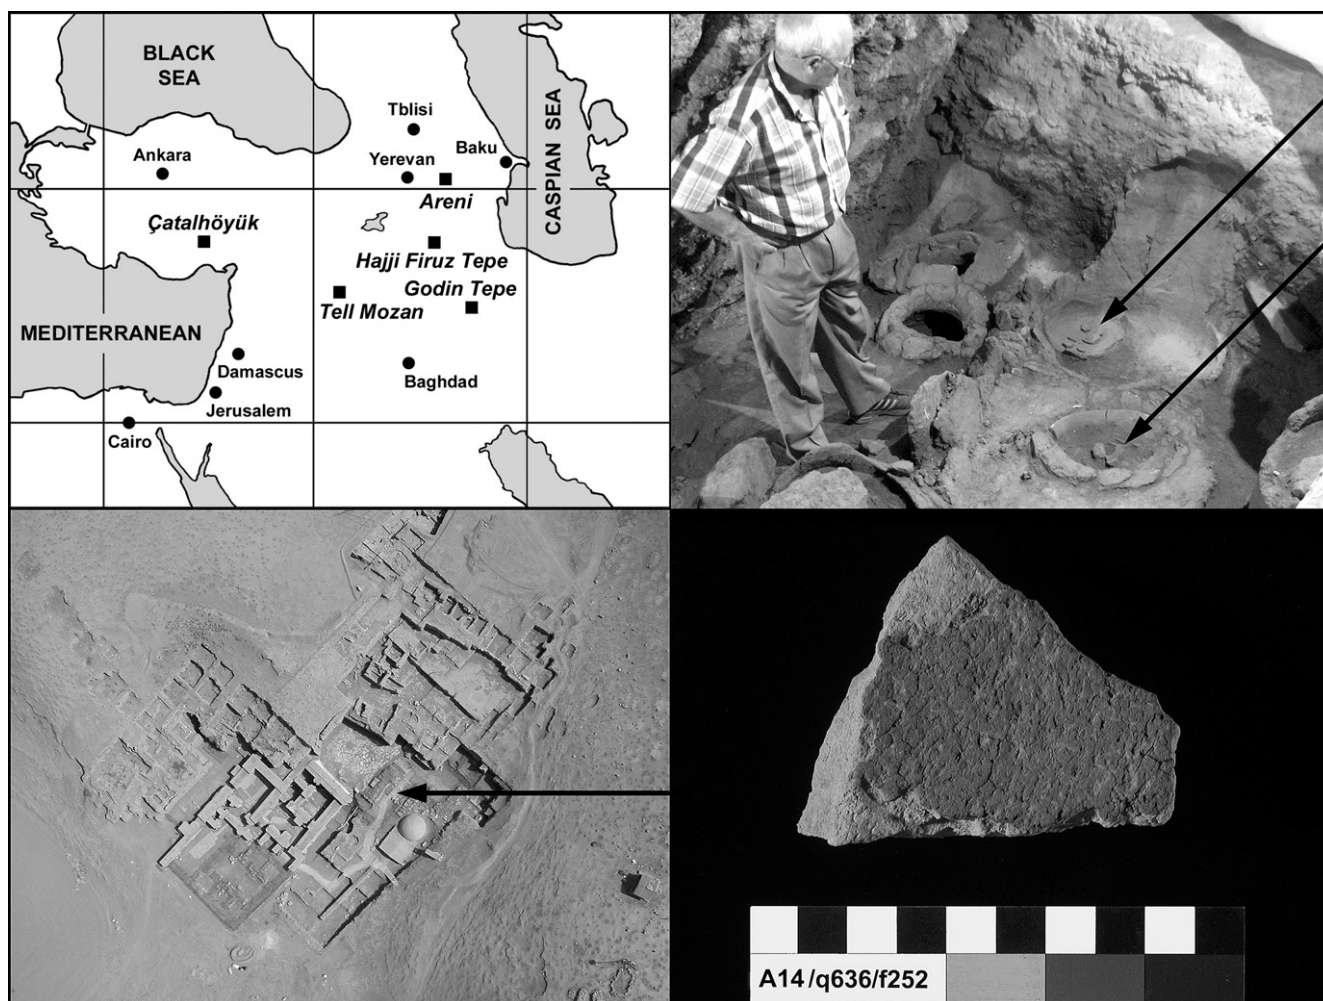 BLACK
SEA
Tblisi
Ankara
Yerevan
Baku
CASPIAN SEA
Areni
Çatalhöyük
Hajji Firuz Tepe
Godin Tepe
Tell Mozan
MEDITERRANEAN
Damascus
Baghdad
Jerusalem
Cairo
A14/q636/f252